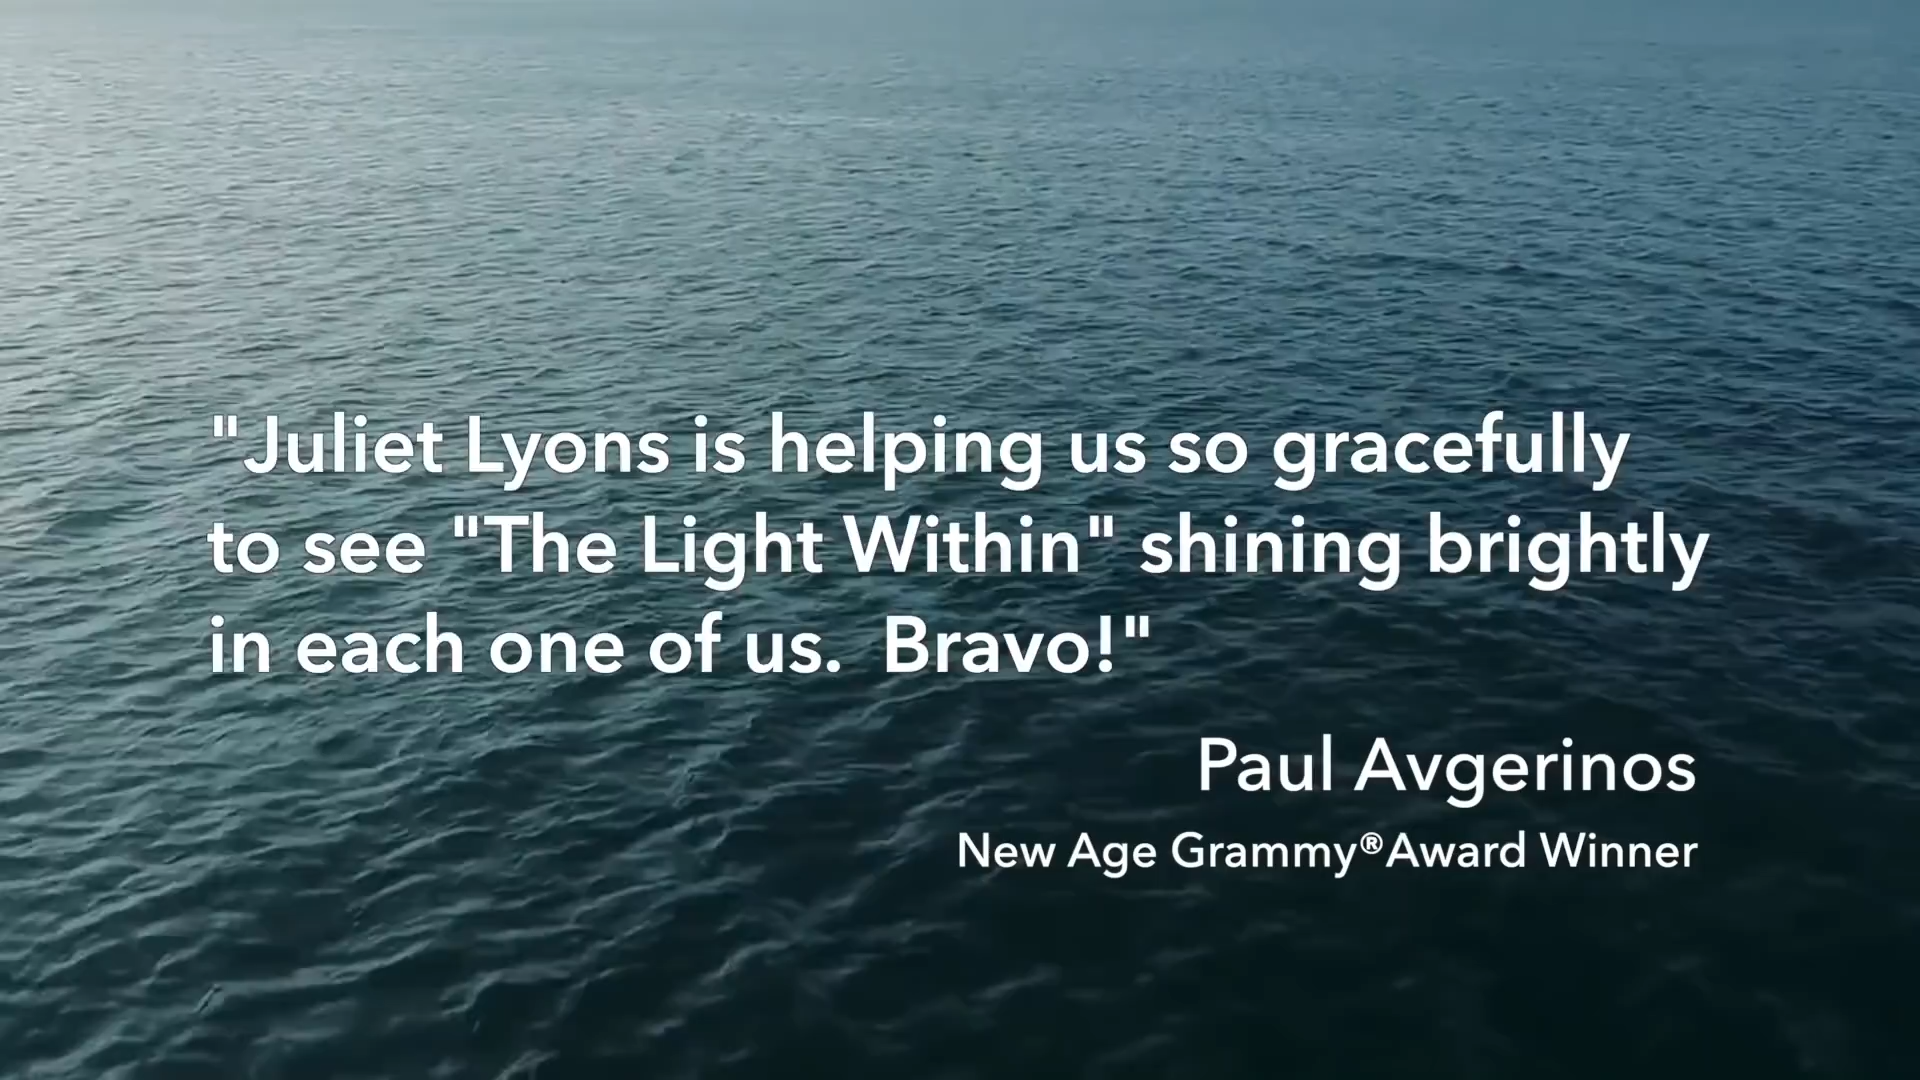 "Juliet Lyons is helping us so gracefully
to see "The Light Within" shining brightly
in each one of us.  Bravo!"
Paul Avgerinos
New Age Grammy®Award Winner